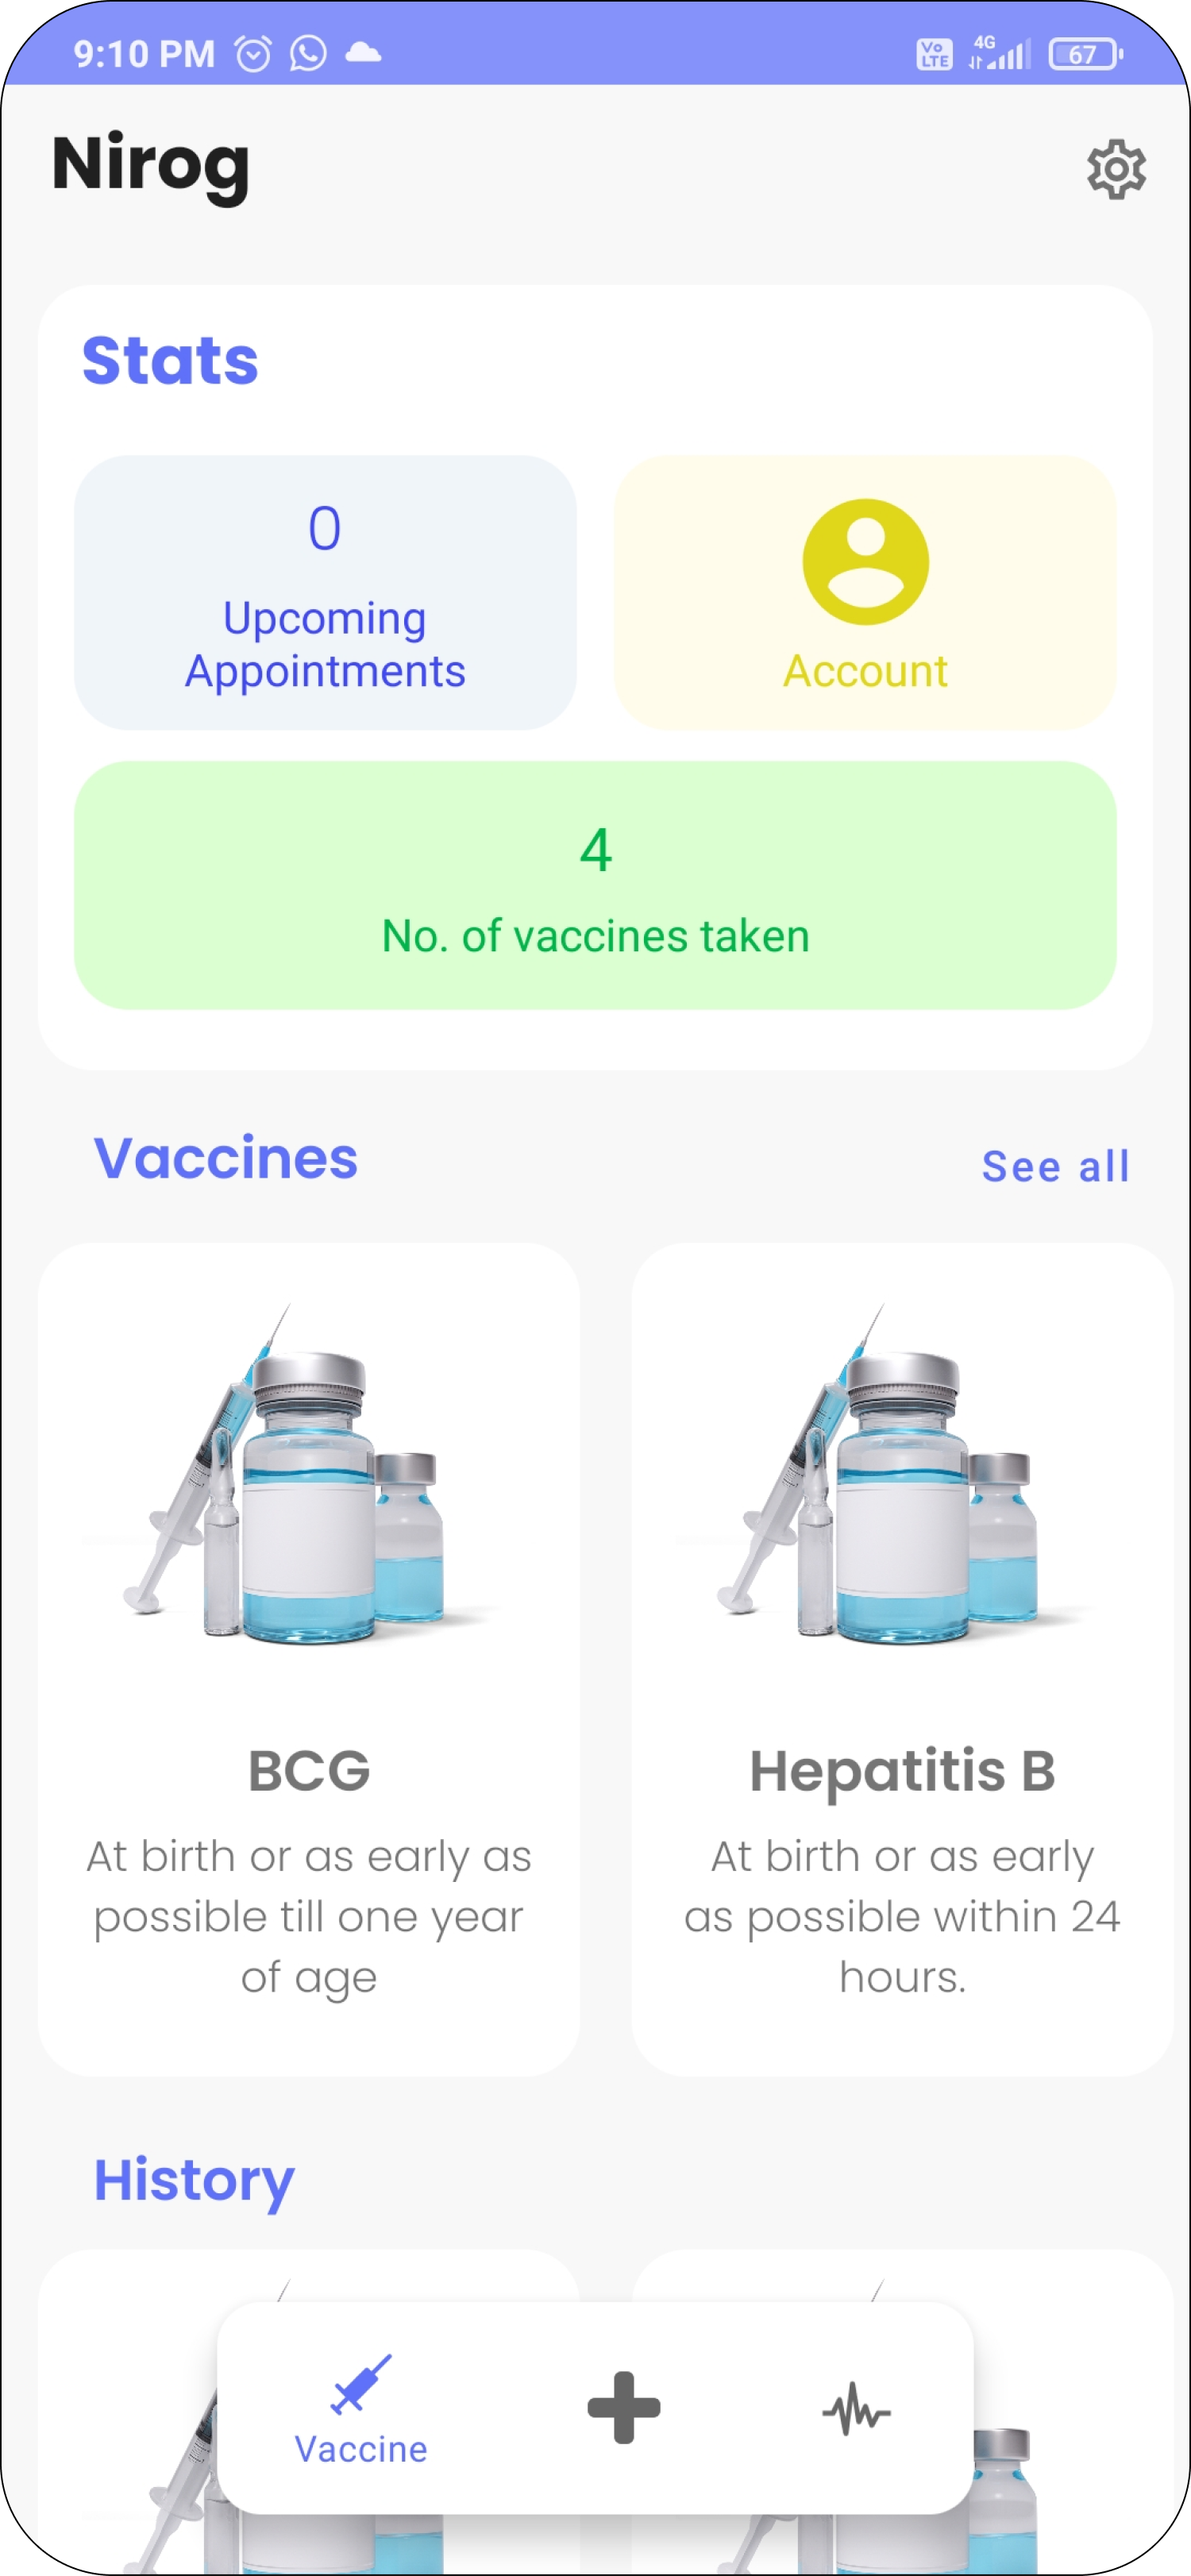 9:10 PM
Vo LTE
4G
67
Nirog
Stats
0
Upcoming
Appointments
Account
4
No. of vaccines taken
Vaccines
See all
BCG
At birth or as early as
possible till one year
of age
Hepatitis B
At birth or as early
as possible within 24
hours.
History
Vaccine